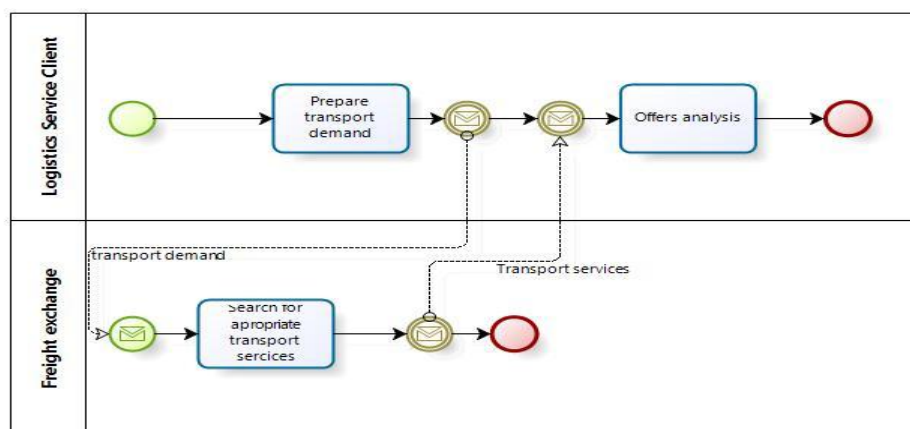 Logistics Service Client
Prepare
transport
demand
Offers analysis
Freight exchange
transport demand
Transport services
Search for
apropriate
transport
sercices